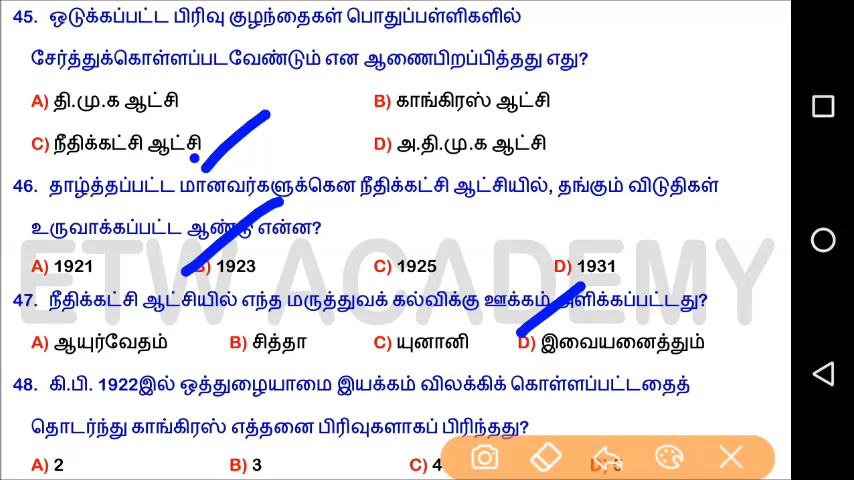 45. ஒடுக்கப்பட்ட பிரிவு குழந்தைகள் பொதுப்பள்ளிகளில்
சேர்த்துக்கொள்ளப்படவேண்டும் என ஆணைபிறப்பித்தது எது?
A) தி.மு.க ஆட்சி B) காங்கிரஸ் ஆட்சி
C) நீதிக்கட்சி ஆட்சி D) அ.தி.மு.க ஆட்சி
46. தாழ்த்தப்பட்ட மானவர்களுக்கென நீதிக்கட்சி ஆட்சியில், தங்கும் விடுதிகள்
உருவாக்கப்பட்ட ஆண்டு என்ன?
ETW ACADEMY
A) 1921 B) 1923 C) 1925 D) 1931
47. நீதிக்கட்சி ஆட்சியில் எந்த மருத்துவக் கல்விக்கு ஊக்கம் அளிக்கப்பட்டது?
A) ஆயுர்வேதம் B) சித்தா C) யுனானி D) இவையனைத்தும்
48. கி.பி. 1922இல் ஒத்துழையாமை இயக்கம் விலக்கிக் கொள்ளப்பட்டதைத்
தொடர்ந்து காங்கிரஸ் எத்தனை பிரிவுகளாகப் பிரிந்தது?
A) 2 B) 3 C) 4